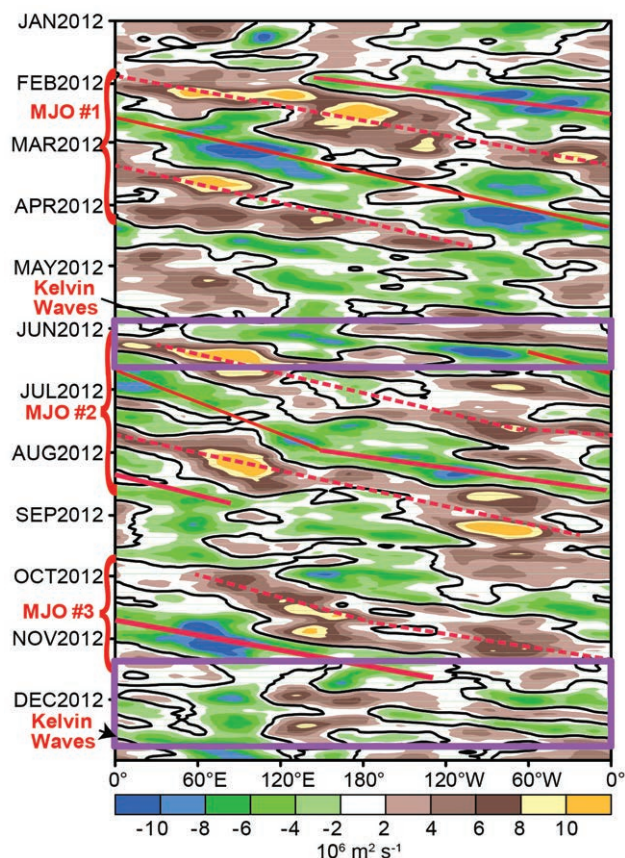 JAN2012
FEB2012
MJO #1
MAR2012
APR2012
MAY2012
Kelvin
Waves
JUN2012
JUL2012
MJO #2
AUG2012
SEP2012
OCT2012
MJO #3
NOV2012
DEC2012
Kelvin
Waves
0° 60°E 120°E 180° 120°W 60°W 0°
-10 -8 -6 -4 -2 2 4 6 8 10
10⁶ m² s⁻¹